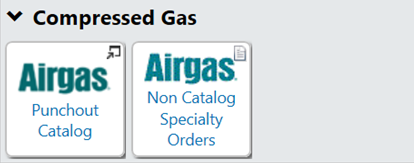 Compressed Gas
Airgas
Punchout
Catalog
Airgas
Non Catalog
Specialty
Orders